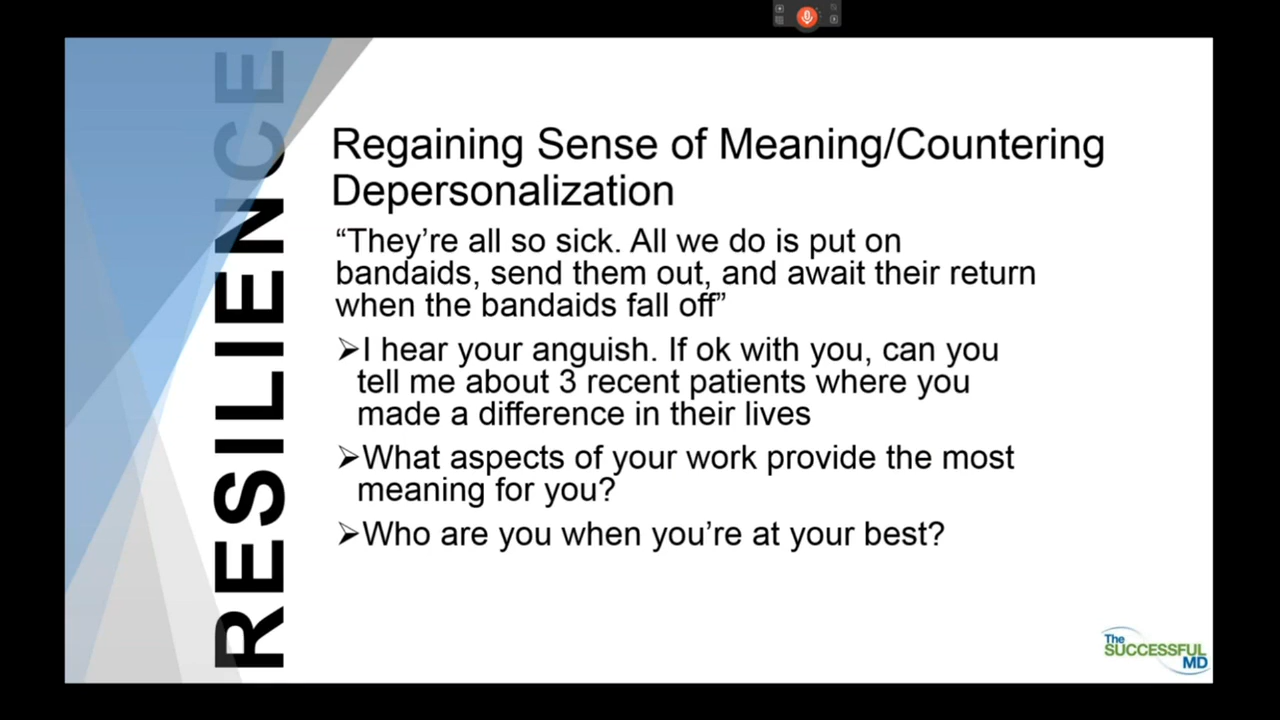 RESILIENCE
Regaining Sense of Meaning/Countering
Depersonalization
“They’re all so sick. All we do is put on
bandaids, send them out, and await their return
when the bandaids fall off”
➢I hear your anguish. If ok with you, can you
tell me about 3 recent patients where you
made a difference in their lives
➢What aspects of your work provide the most
meaning for you?
➢Who are you when you’re at your best?
The
SUCCESSFUL
MD